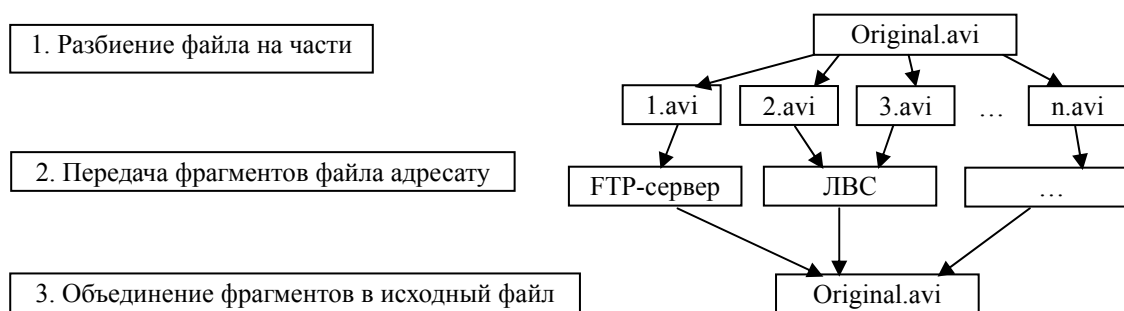 1. Разбиение файла на части
Original.avi
1.avi
2.avi
3.avi
…
n.avi
2. Передача фрагментов файла адресату
FTP-сервер
ЛВС
…
3. Объединение фрагментов в исходный файл
Original.avi